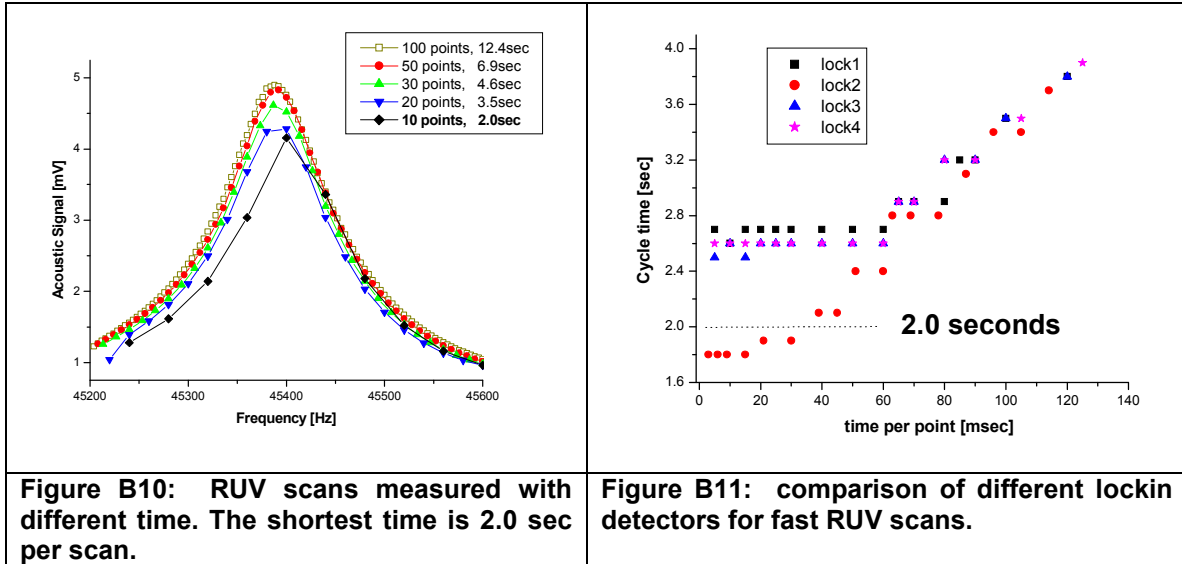 100 points, 12.4sec
50 points, 6.9sec
30 points, 4.6sec
20 points, 3.5sec
10 points, 2.0sec
5
4
3
2
1
Acoustic Signal [mV]
45200 45300 45400 45500 45600
Frequency [Hz]
lock1
lock2
lock3
lock4
4.0
3.6
3.2
2.8
2.4
2.0
1.6
Cycle time [sec]
2.0 seconds
0 20 40 60 80 100 120 140
time per point [msec]
Figure B10: RUV scans measured with
different time. The shortest time is 2.0 sec
per scan.
Figure B11: comparison of different lockin
detectors for fast RUV scans.